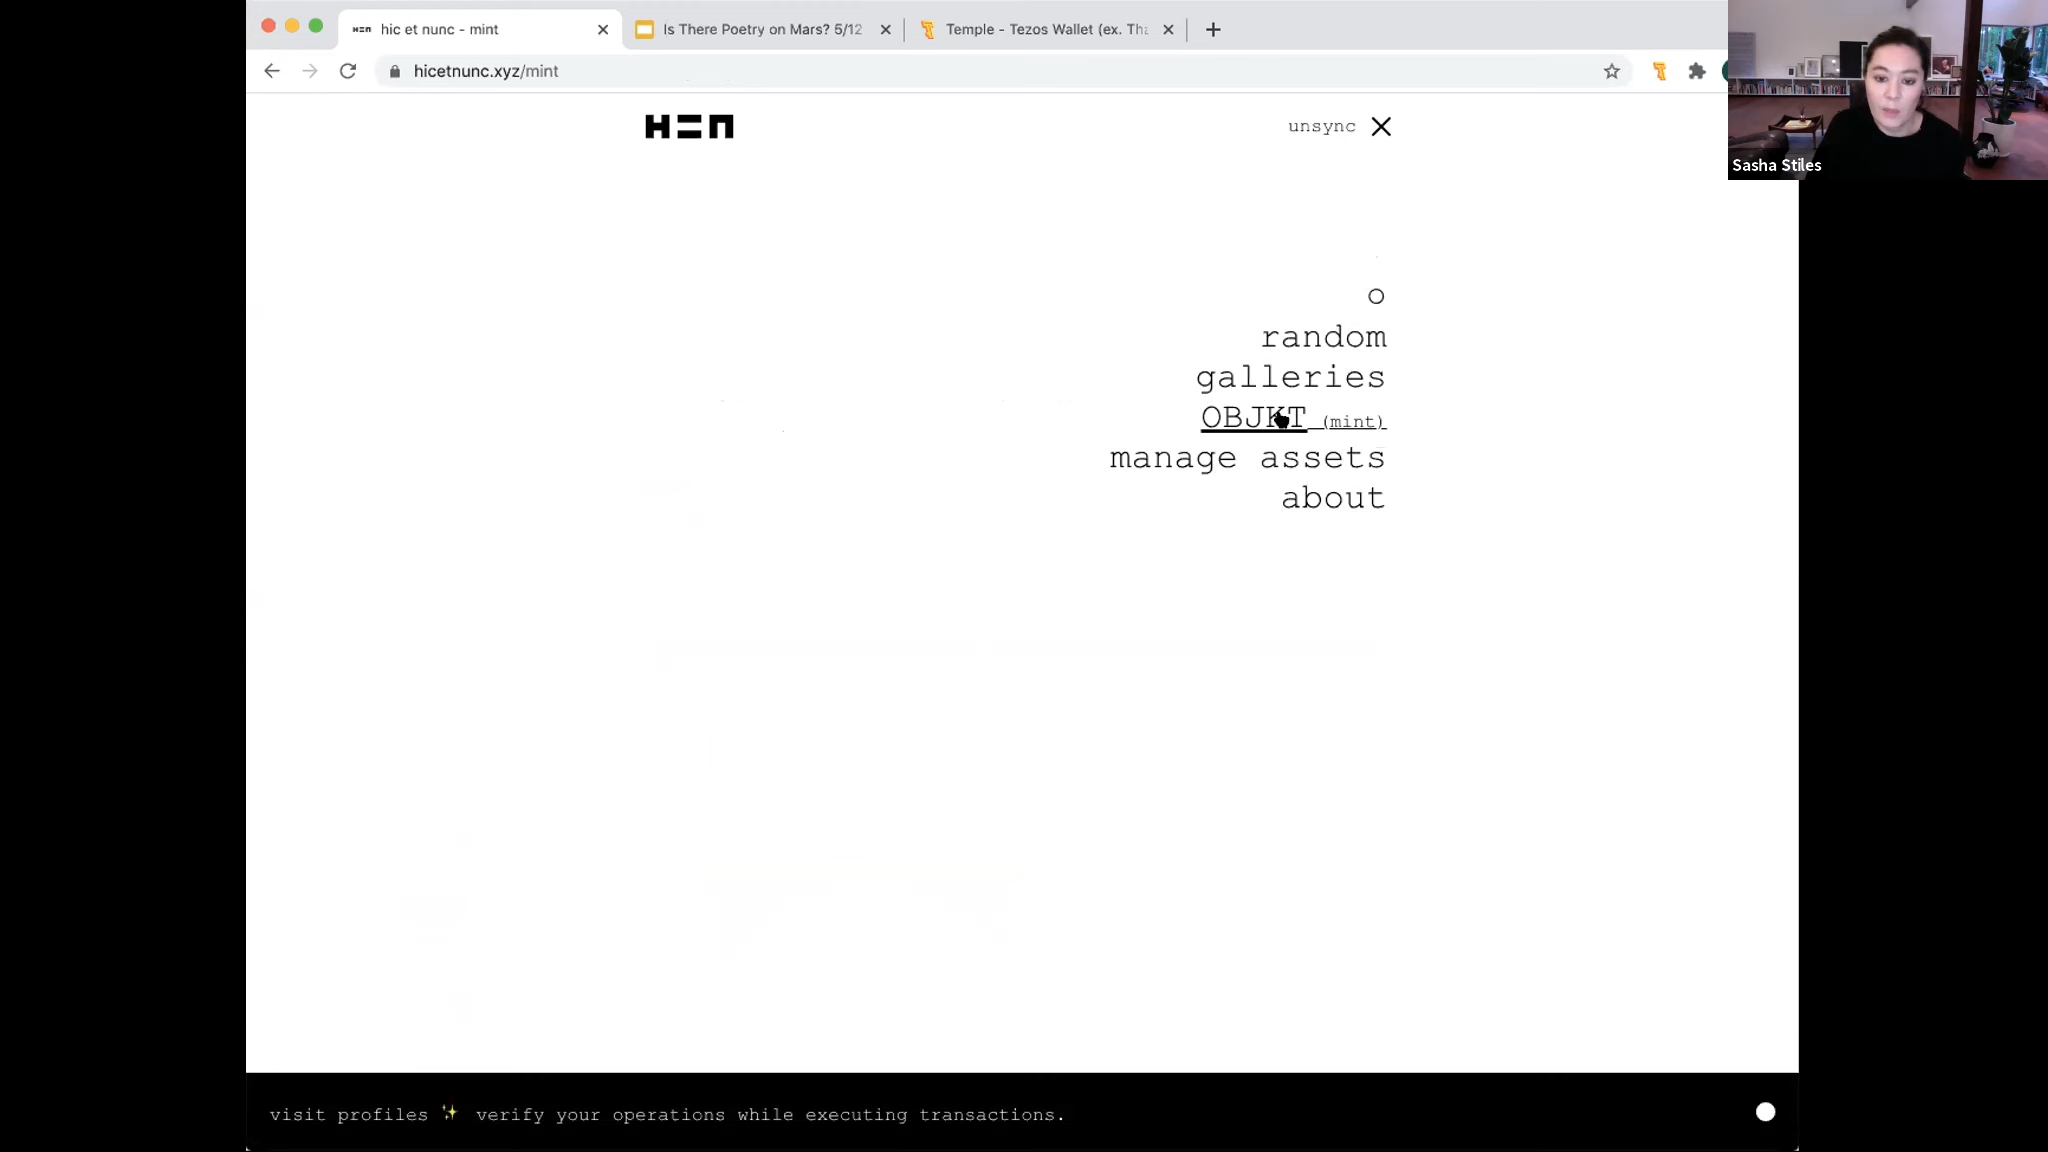 hic et nunc - mint
Is There Poetry on Mars? 5/12
Temple - Tezos Wallet (ex. Tha
hicetnunc.xyz/mint
Sasha Stiles
unsync
o
random
galleries
OBJKT (mint)
manage assets
about
visit profiles ✨ verify your operations while executing transactions.